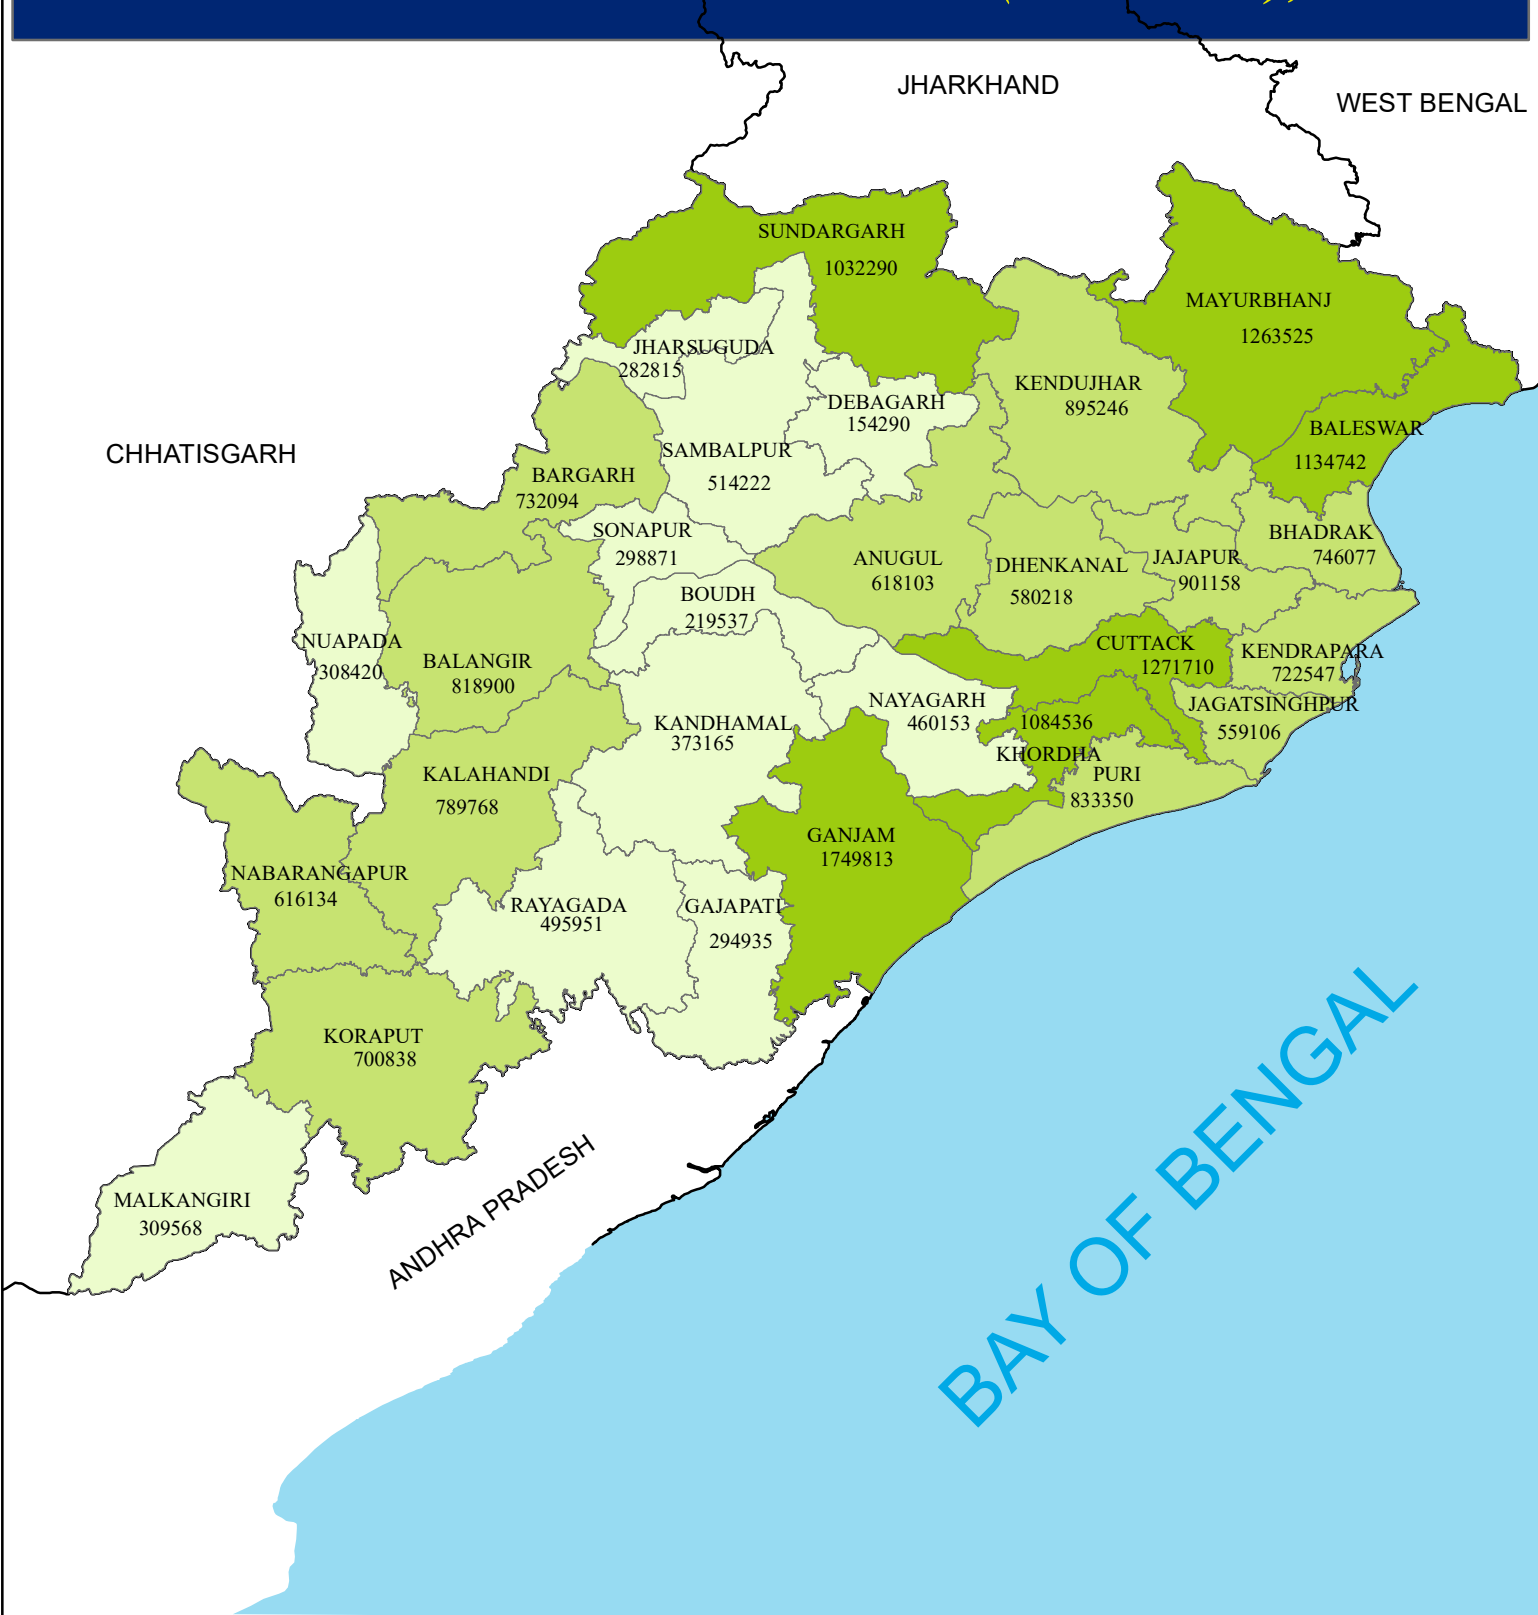 JHARKHAND
WEST BENGAL
SUNDARGARH
1032290
MAYURBHANJ
1263525
JHARSUGUDA
282815
KENDUJHAR
895246
DEBAGARH
154290
BALESWAR
1134742
CHHATISGARH
SAMBALPUR
514222
BARGARH
732094
SONAPUR
298871
BHADRAK
746077
ANUGUL
618103
DHENKANAL
580218
JAJAPUR
901158
BOUDH
219537
NUAPADA
308420
BALANGIR
818900
CUTTACK
1271710
KENDRAPARA
722547
NAYAGARH
460153
JAGATSINGHPUR
559106
KANDHAMAL
373165
1084536
KHORDHA
PURI
833350
KALAHANDI
789768
GANJAM
1749813
NABARANGAPUR
616134
RAYAGADA
495951
GAJAPATI
294935
KORAPUT
700838
MALKANGIRI
309568
ANDHRA PRADESH
BAY OF BENGAL